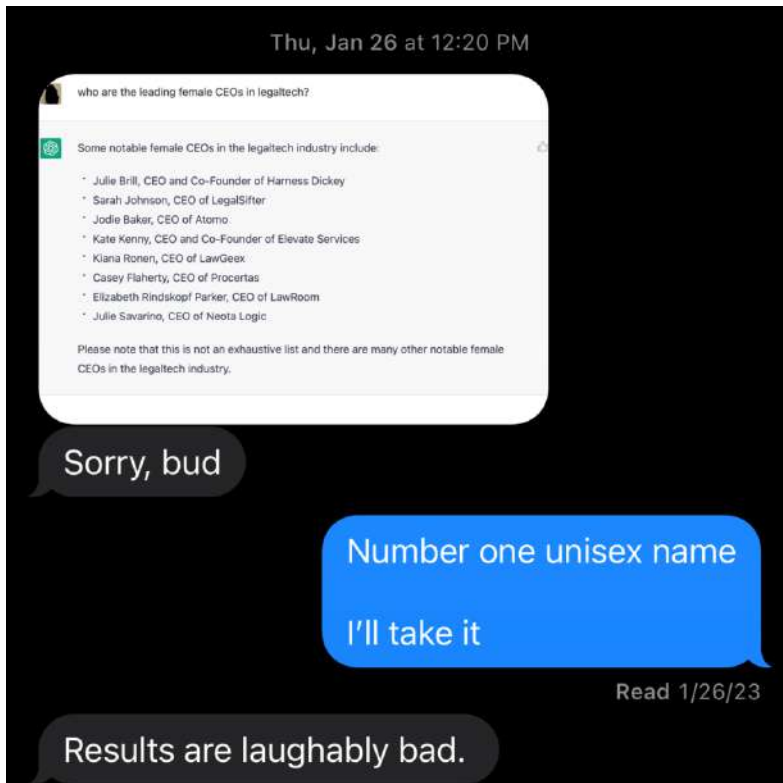 Thu, Jan 26 at 12:20 PM
who are the leading female CEOs in legaltech?
Some notable female CEOs in the legaltech industry include:
• Julie Brill, CEO and Co-Founder of Harness Dickey
• Sarah Johnson, CEO of LegalSifter
• Jodie Baker, CEO of Atomo
• Kate Kenny, CEO and Co-Founder of Elevate Services
• Kiana Ronen, CEO of LawGeex
• Casey Flaherty, CEO of Procertas
• Elizabeth Rindskopf Parker, CEO of LawRoom
• Julie Savarino, CEO of Neota Logic
Please note that this is not an exhaustive list and there are many other notable female
CEOs in the legaltech industry.
Sorry, bud
Number one unisex name
I'll take it
Read 1/26/23
Results are laughably bad.